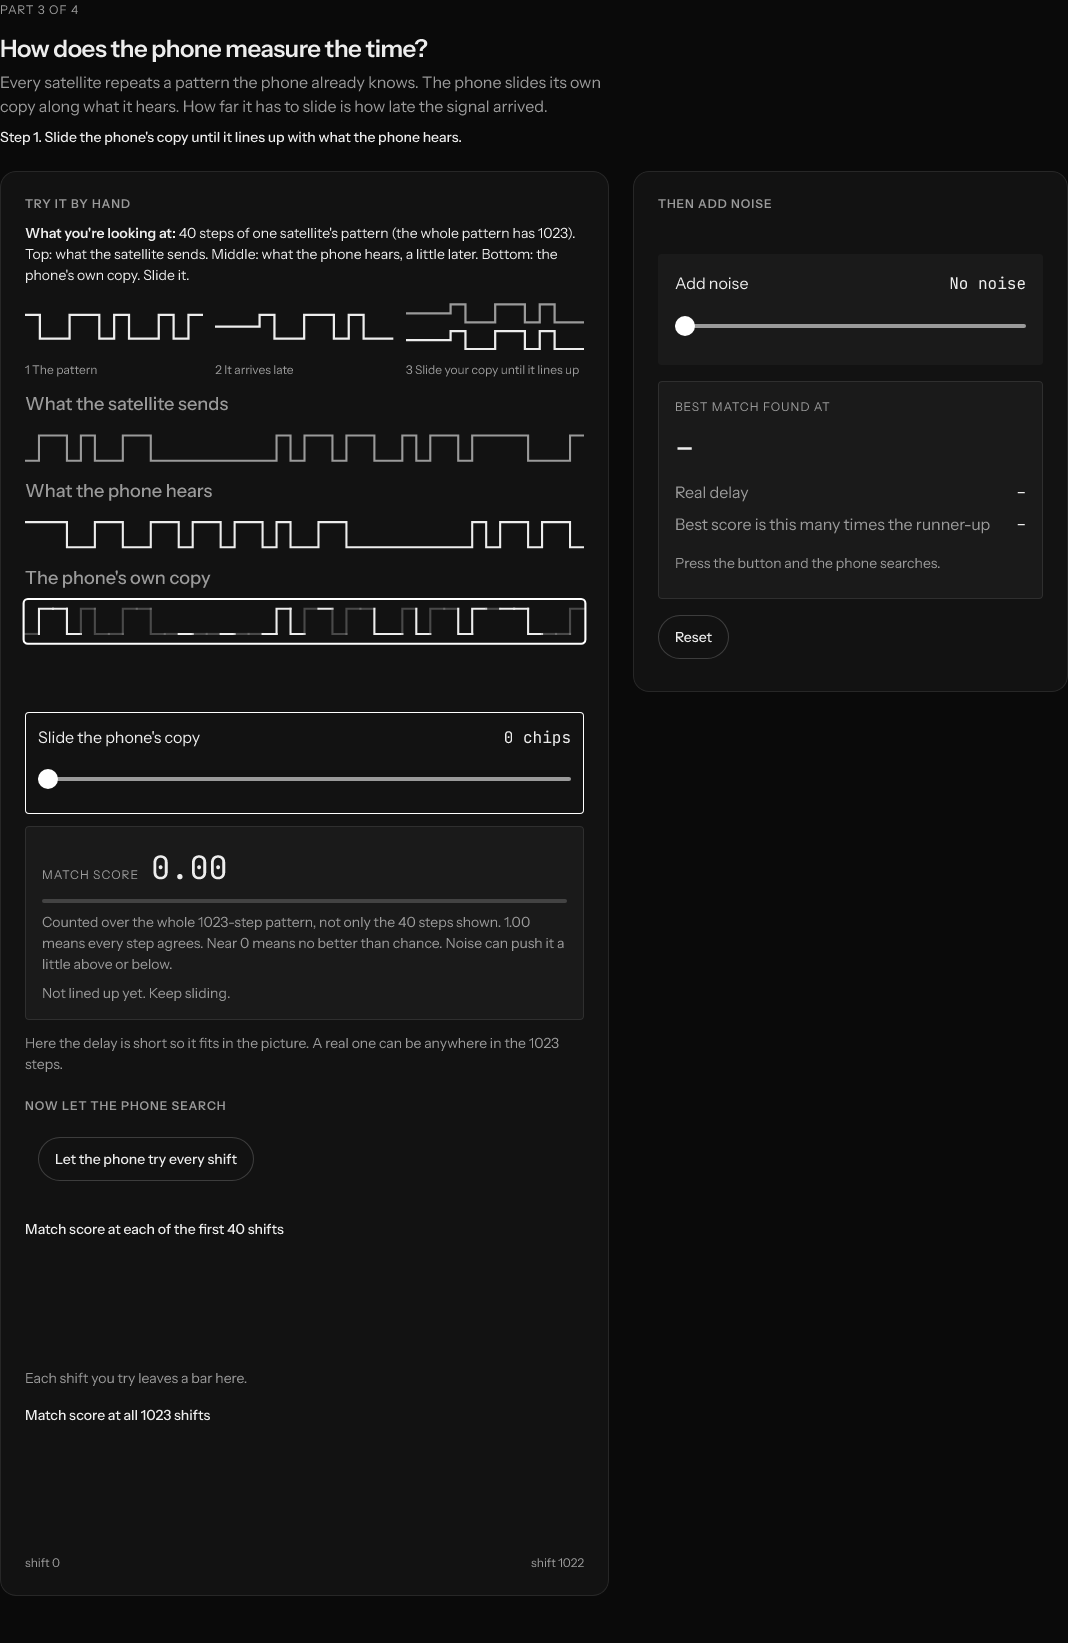 PART 3 OF 4
How does the phone measure the time?
Every satellite repeats a pattern the phone already knows. The phone slides its own
copy along what it hears. How far it has to slide is how late the signal arrived.
Step 1. Slide the phone's copy until it lines up with what the phone hears.
TRY IT BY HAND
What you're looking at: 40 steps of one satellite's pattern (the whole pattern has 1023).
Top: what the satellite sends. Middle: what the phone hears, a little later. Bottom: the
phone's own copy. Slide it.
1 The pattern
2 It arrives late
3 Slide your copy until it lines up
What the satellite sends
What the phone hears
The phone's own copy
Slide the phone's copy
0 chips
MATCH SCORE 0.00
Counted over the whole 1023-step pattern, not only the 40 steps shown. 1.00
means every step agrees. Near 0 means no better than chance. Noise can push it a
little above or below.
Not lined up yet. Keep sliding.
Here the delay is short so it fits in the picture. A real one can be anywhere in the 1023
steps.
NOW LET THE PHONE SEARCH
Let the phone try every shift
Match score at each of the first 40 shifts
Each shift you try leaves a bar here.
Match score at all 1023 shifts
shift 0
shift 1022
THEN ADD NOISE
Add noise
No noise
BEST MATCH FOUND AT
–
Real delay –
Best score is this many times the runner-up –
Press the button and the phone searches.
Reset